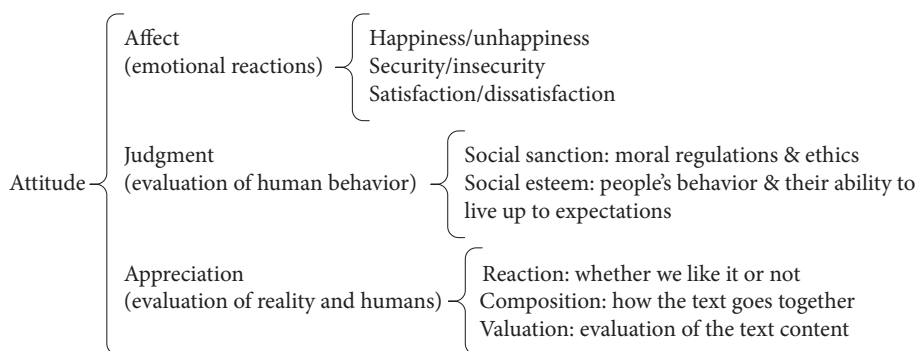 Affect
(emotional reactions)
Happiness/unhappiness
Security/insecurity
Satisfaction/dissatisfaction
Attitude
Judgment
(evaluation of human behavior)
Social sanction: moral regulations & ethics
Social esteem: people’s behavior & their ability to
live up to expectations
Appreciation
(evaluation of reality and humans)
Reaction: whether we like it or not
Composition: how the text goes together
Valuation: evaluation of the text content